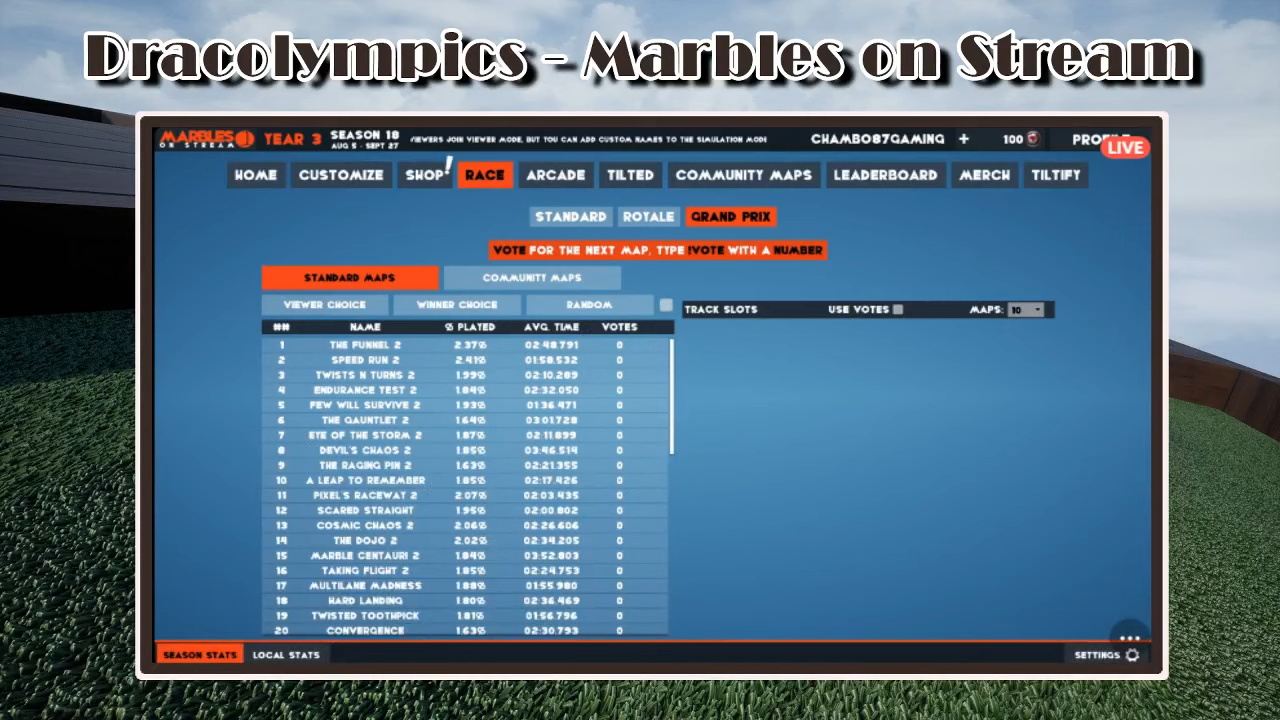 Dracolympics - Marbles on Stream
MARBLES ON STREAM
YEAR 3
SEASON 18
AUG 5 - SEPT 27
VIEWERS JOIN VIEWER MODE, BUT YOU CAN ADD CUSTOM NAMES TO THE SIMULATION MODE
CHAMBO87GAMING +
100
LIVE
HOME CUSTOMIZE SHOP! RACE ARCADE TILTED COMMUNITY MAPS LEADERBOARD MERCH TILTIFY
STANDARD ROYALE GRAND PRIX
VOTE FOR THE NEXT MAP, TYPE !VOTE WITH A NUMBER
STANDARD MAPS COMMUNITY MAPS
VIEWER CHOICE WINNER CHOICE RANDOM
TRACK SLOTS USE VOTES MAPS: 10
## NAME % PLAYED AVG. TIME VOTES
1 THE FUNNEL 2 2.37% 02:48.791 0
2 SPEED RUN 2 2.41% 01:58.532 0
3 TWISTS N TURNS 2 1.99% 02:10.289 0
4 ENDURANCE TEST 2 1.84% 02:32.050 0
5 FEW WILL SURVIVE 2 1.93% 01:36.471 0
6 THE GAUNTLET 2 1.64% 03:01.728 0
7 EYE OF THE STORM 2 1.87% 02:11.899 0
8 DEVIL'S CHAOS 2 1.85% 03:46.514 0
9 THE RAGING PIN 2 1.63% 02:21.355 0
10 A LEAP TO REMEMBER 1.85% 02:17.426 0
11 PIXEL'S RACEWAY 2 2.07% 02:03.435 0
12 SCARED STRAIGHT 1.95% 02:00.802 0
13 COSMIC CHAOS 2 2.06% 02:26.606 0
14 THE DOJO 2 2.02% 02:34.205 0
15 MARBLE CENTAURI 2 1.84% 03:52.803 0
16 TAKING FLIGHT 2 1.85% 02:24.753 0
17 MULTILANE MADNESS 1.88% 01:55.980 0
18 HARD LANDING 1.80% 02:36.469 0
19 TWISTED TOOTHPICK 1.81% 01:56.796 0
20 CONVERGENCE 1.63% 02:30.793 0
SEASON STATS LOCAL STATS SETTINGS